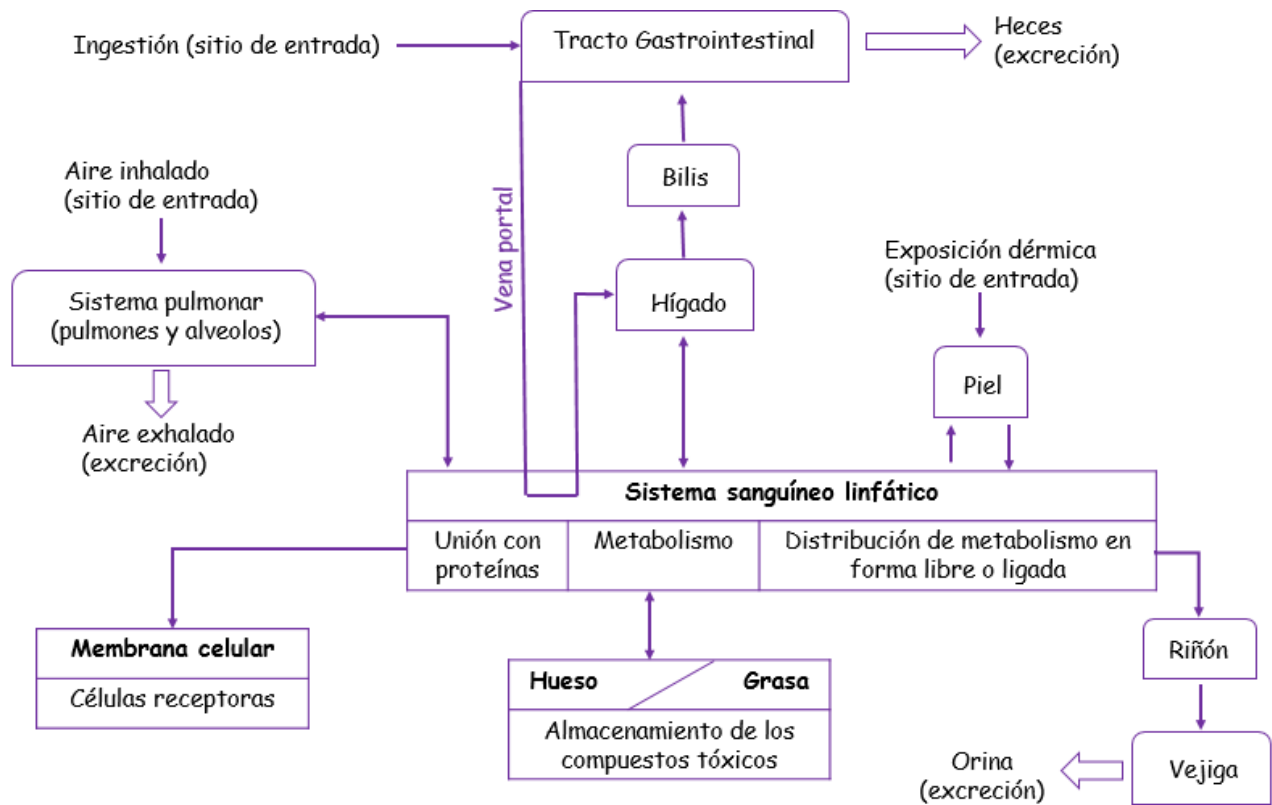 Ingestión (sitio de entrada)
Tracto Gastrointestinal
Heces
(excreción)
Aire inhalado
(sitio de entrada)
Bilis
Vena portal
Exposición dérmica
(sitio de entrada)
Sistema pulmonar
(pulmones y alveolos)
Hígado
Piel
Aire exhalado
(excreción)
Sistema sanguíneo linfático
Unión con
proteínas
Metabolismo
Distribución de metabolismo en
forma libre o ligada
Membrana celular
Células receptoras
Hueso
Grasa
Almacenamiento de los
compuestos tóxicos
Riñón
Vejiga
Orina
(excreción)